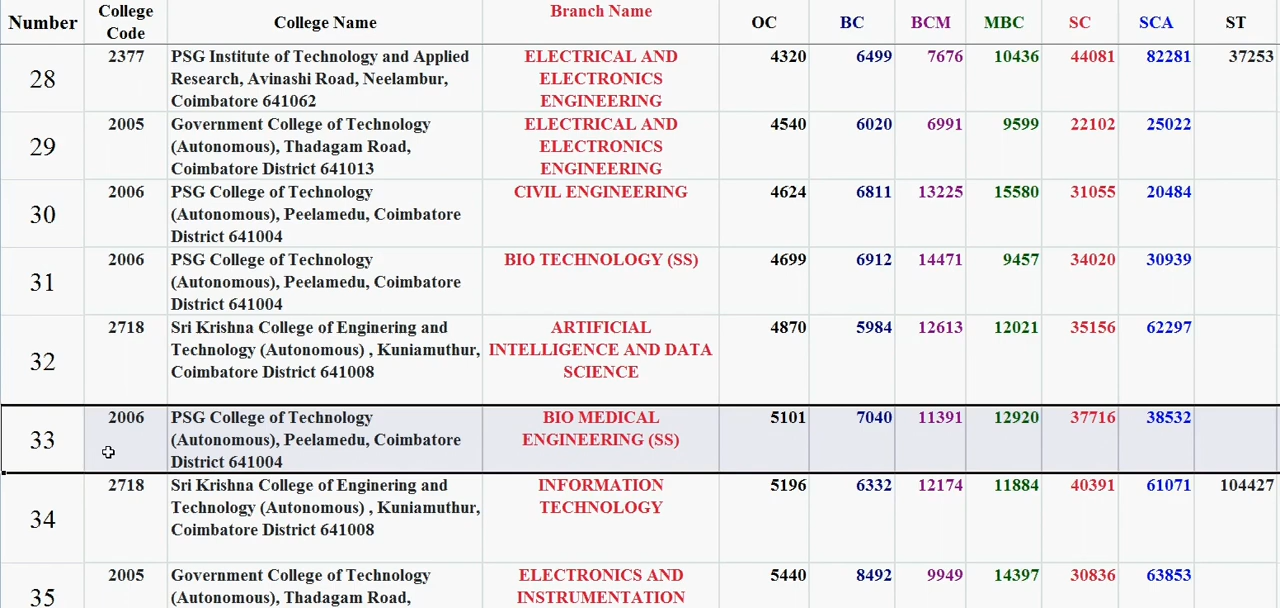 Number College Code College Name Branch Name OC BC BCM MBC SC SCA ST
28 2377 PSG Institute of Technology and Applied ELECTRICAL AND 4320 6499 7676 10436 44081 82281 37253
Research, Avinashi Road, Neelambur, ELECTRONICS
Coimbatore 641062 ENGINEERING
29 2005 Government College of Technology ELECTRICAL AND 4540 6020 6991 9599 22102 25022
(Autonomous), Thadagam Road, ELECTRONICS
Coimbatore District 641013 ENGINEERING
30 2006 PSG College of Technology CIVIL ENGINEERING 4624 6811 13225 15580 31055 20484
(Autonomous), Peelamedu, Coimbatore
District 641004
31 2006 PSG College of Technology BIO TECHNOLOGY (SS) 4699 6912 14471 9457 34020 30939
(Autonomous), Peelamedu, Coimbatore
District 641004
32 2718 Sri Krishna College of Enginering and ARTIFICIAL 4870 5984 12613 12021 35156 62297
Technology (Autonomous) , Kuniamuthur, INTELLIGENCE AND DATA
Coimbatore District 641008 SCIENCE
33 2006 PSG College of Technology BIO MEDICAL 5101 7040 11391 12920 37716 38532
(Autonomous), Peelamedu, Coimbatore ENGINEERING (SS)
District 641004
34 2718 Sri Krishna College of Enginering and INFORMATION 5196 6332 12174 11884 40391 61071 104427
Technology (Autonomous) , Kuniamuthur, TECHNOLOGY
Coimbatore District 641008
35 2005 Government College of Technology ELECTRONICS AND 5440 8492 9949 14397 30836 63853
(Autonomous), Thadagam Road, INSTRUMENTATION